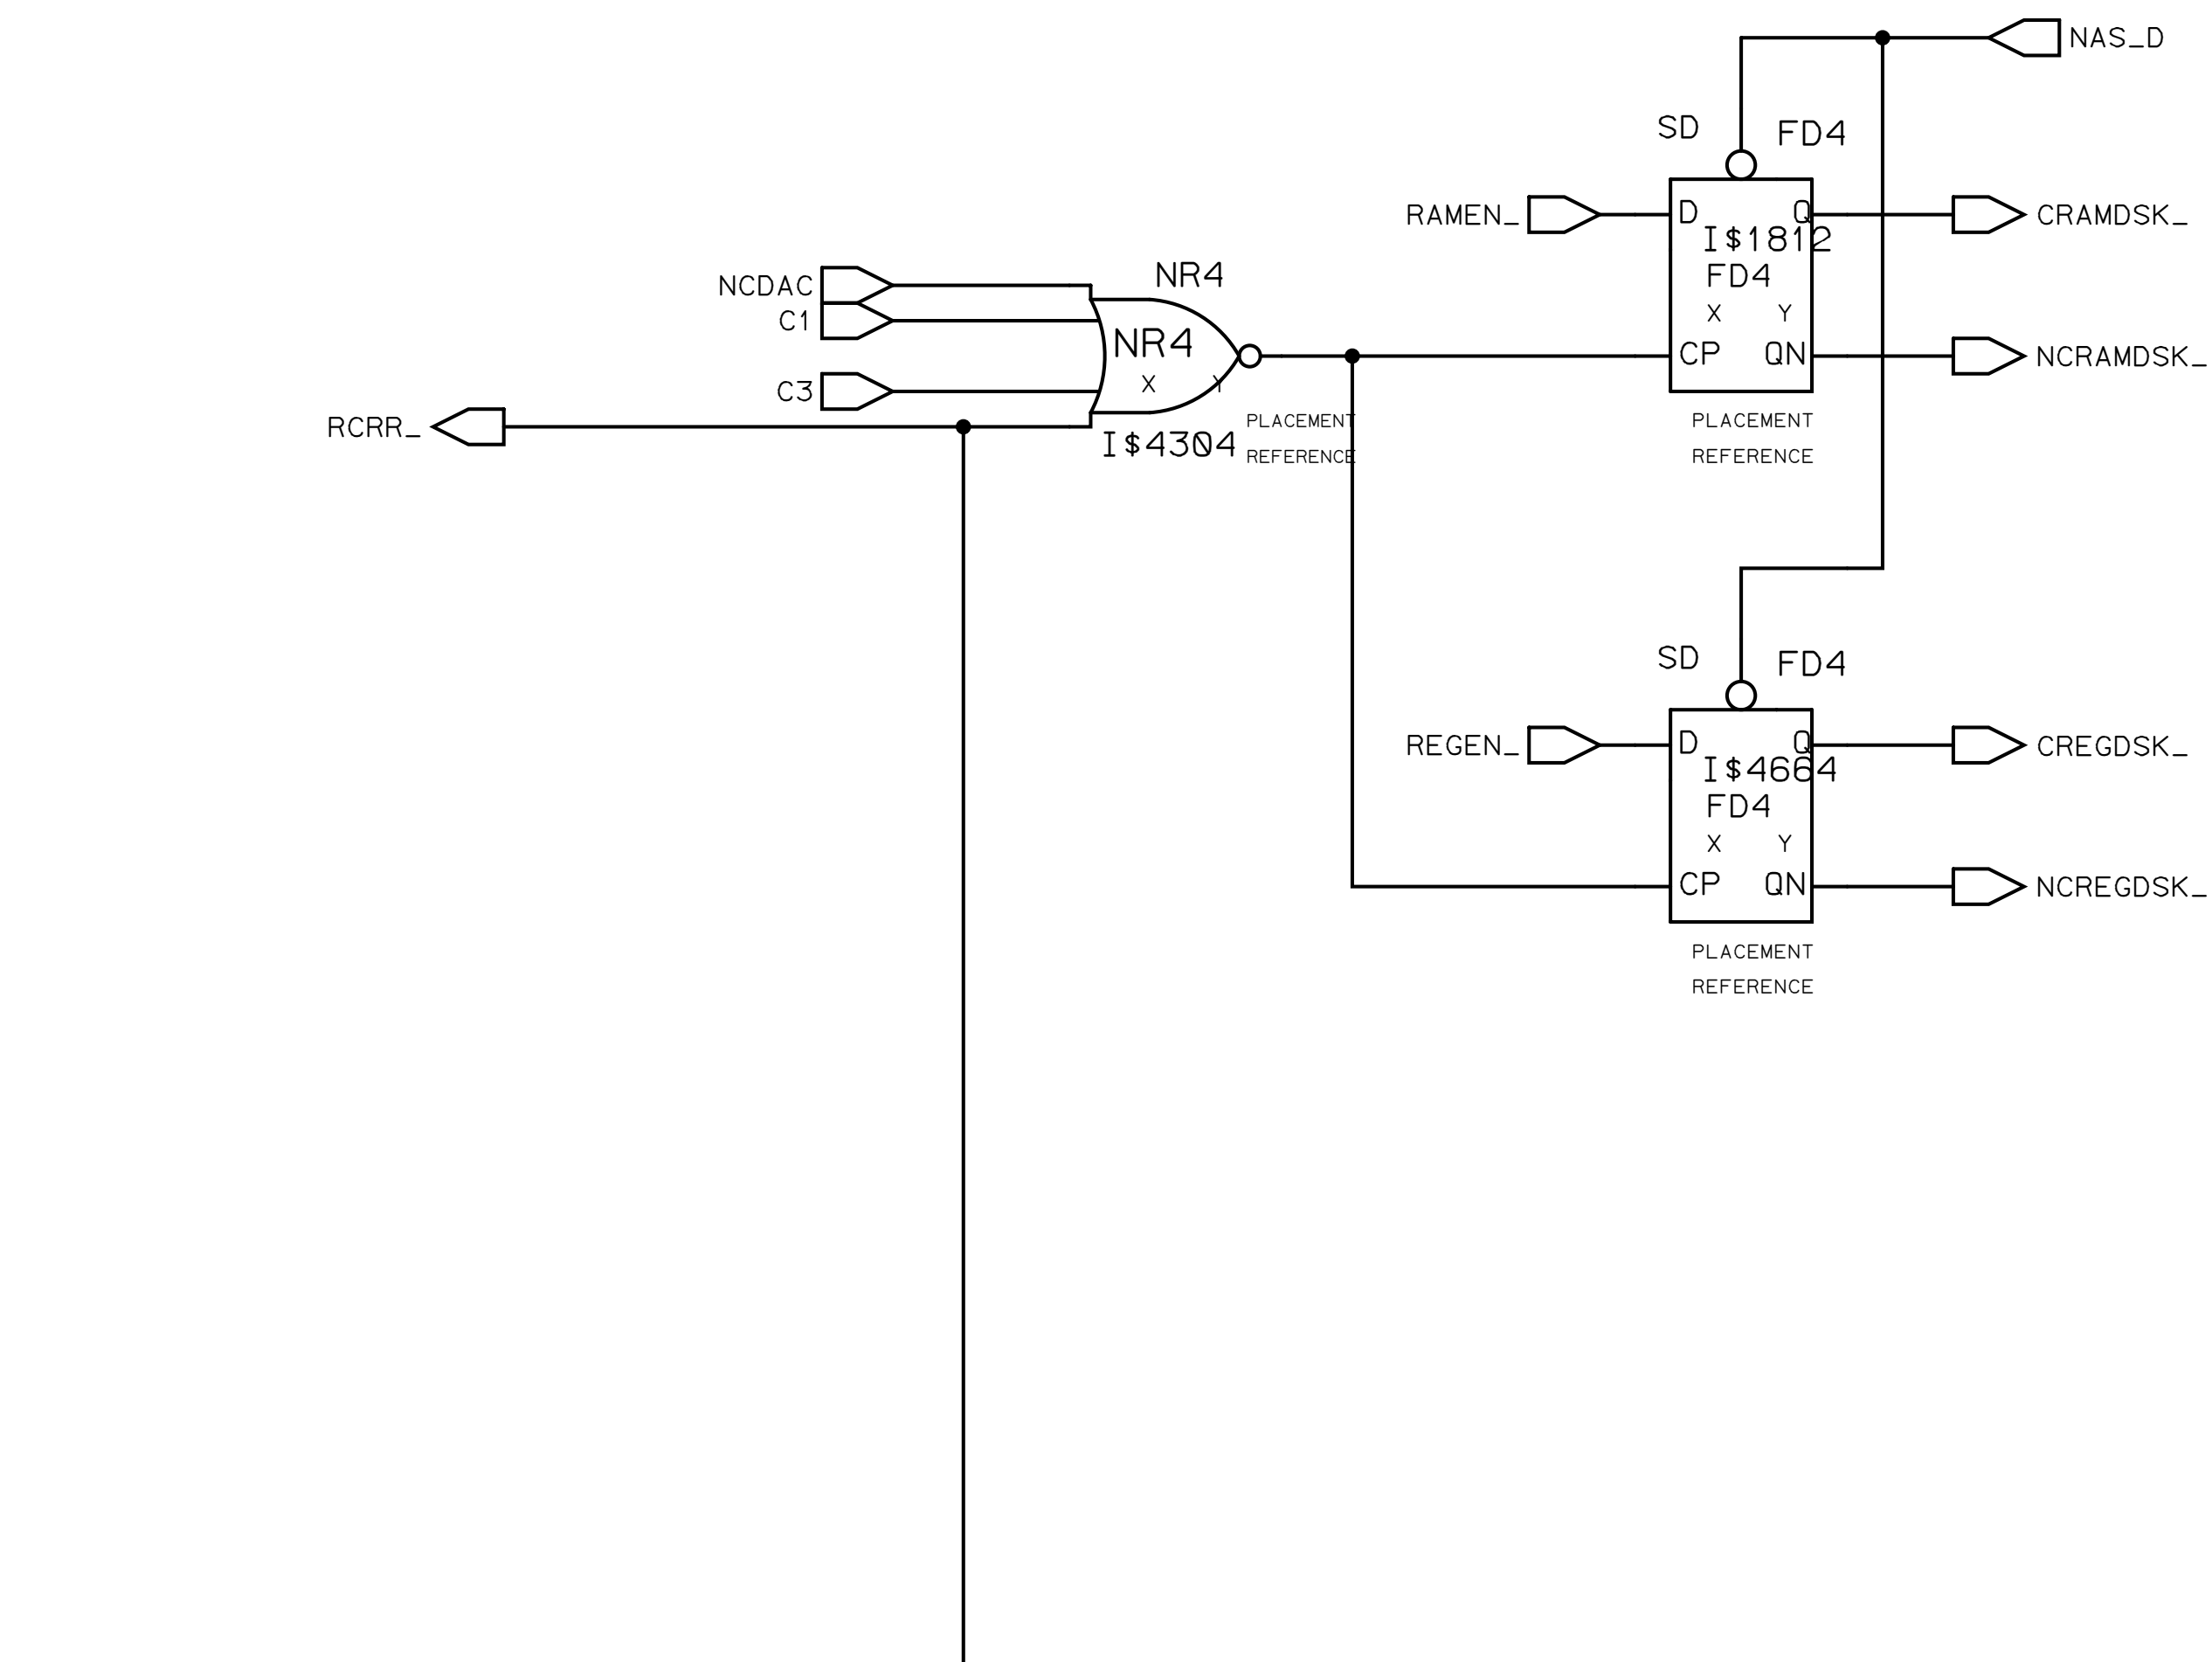 NAS_D
SD FD4
RAMEN_ D Q CRAMDSK_
I$1812
FD4
X Y
CP QN NCRAMDSK_
PLACEMENT
REFERENCE
NCDAC
C1
C3
RCRR_
NR4
NR4
X Y
I$4304
PLACEMENT
REFERENCE
SD FD4
REGEN_ D Q CREGDSK_
I$4664
FD4
X Y
CP QN NCREGDSK_
PLACEMENT
REFERENCE